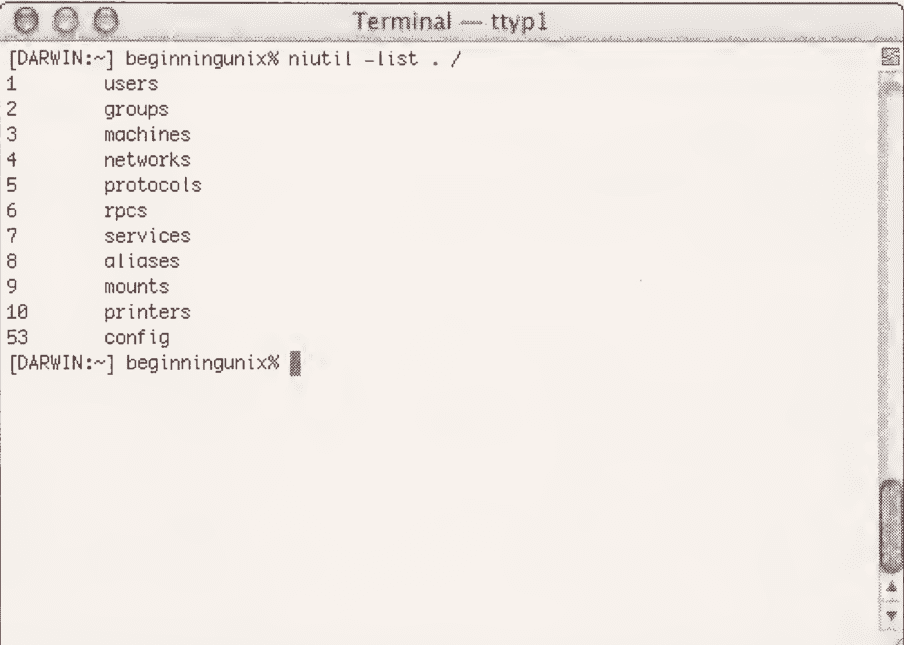 Terminal — ttyp1
[DARWIN:~] beginningunix% niutil -list . /
1 users
2 groups
3 machines
4 networks
5 protocols
6 rpcs
7 services
8 aliases
9 mounts
10 printers
53 config
[DARWIN:~] beginningunix%